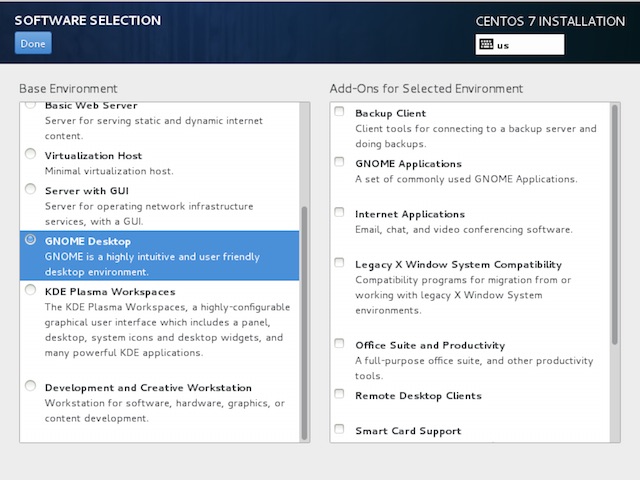 SOFTWARE SELECTION
CENTOS 7 INSTALLATION
Done
us
Base Environment
Basic Web Server
Server for serving static and dynamic internet
content.
Virtualization Host
Minimal virtualization host.
Server with GUI
Server for operating network infrastructure
services, with a GUI.
GNOME Desktop
GNOME is a highly intuitive and user friendly
desktop environment.
KDE Plasma Workspaces
The KDE Plasma Workspaces, a highly-configurable
graphical user interface which includes a panel,
desktop, system icons and desktop widgets, and
many powerful KDE applications.
Development and Creative Workstation
Workstation for software, hardware, graphics, or
content development.
Add-Ons for Selected Environment
Backup Client
Client tools for connecting to a backup server and
doing backups.
GNOME Applications
A set of commonly used GNOME Applications.
Internet Applications
Email, chat, and video conferencing software.
Legacy X Window System Compatibility
Compatibility programs for migration from or
working with legacy X Window System
environments.
Office Suite and Productivity
A full-purpose office suite, and other productivity
tools.
Remote Desktop Clients
Smart Card Support